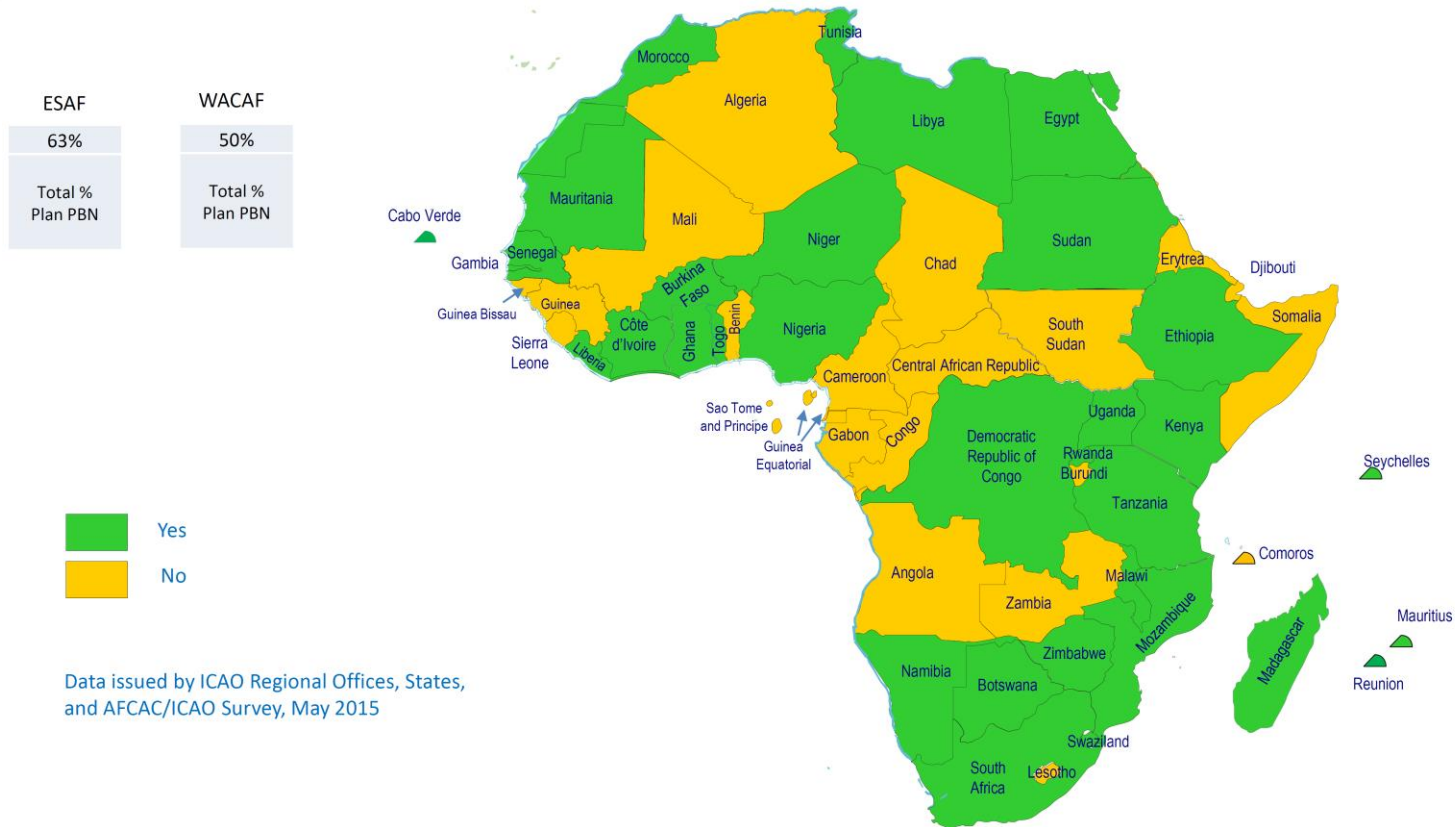 ESAF
63%
Total %
Plan PBN
WACAF
50%
Total %
Plan PBN
Tunisia
Morocco
Algeria
Libya
Egypt
Mauritania
Cabo Verde
Mali
Niger
Chad
Sudan
Senegal
Gambia
Erytrea
Djibouti
Burkina
Faso
Guinea
Guinea Bissau
Somalia
Côte
d'Ivoire
Ghana
Togo
Benin
Nigeria
South
Sudan
Ethiopia
Sierra
Leone
Liberia
Cameroon
Central African Republic
Sao Tome
and Principe
Guinea
Equatorial
Gabon
Congo
Democratic
Republic of
Congo
Uganda
Kenya
Rwanda
Burundi
Seychelles
Tanzania
Yes
No
Comoros
Angola
Malawi
Zambia
Mozambique
Mauritius
Zimbabwe
Madagascar
Namibia
Botswana
Reunion
Data issued by ICAO Regional Offices, States,
and AFCAC/ICAO Survey, May 2015
Swaziland
South
Africa
Lesotho